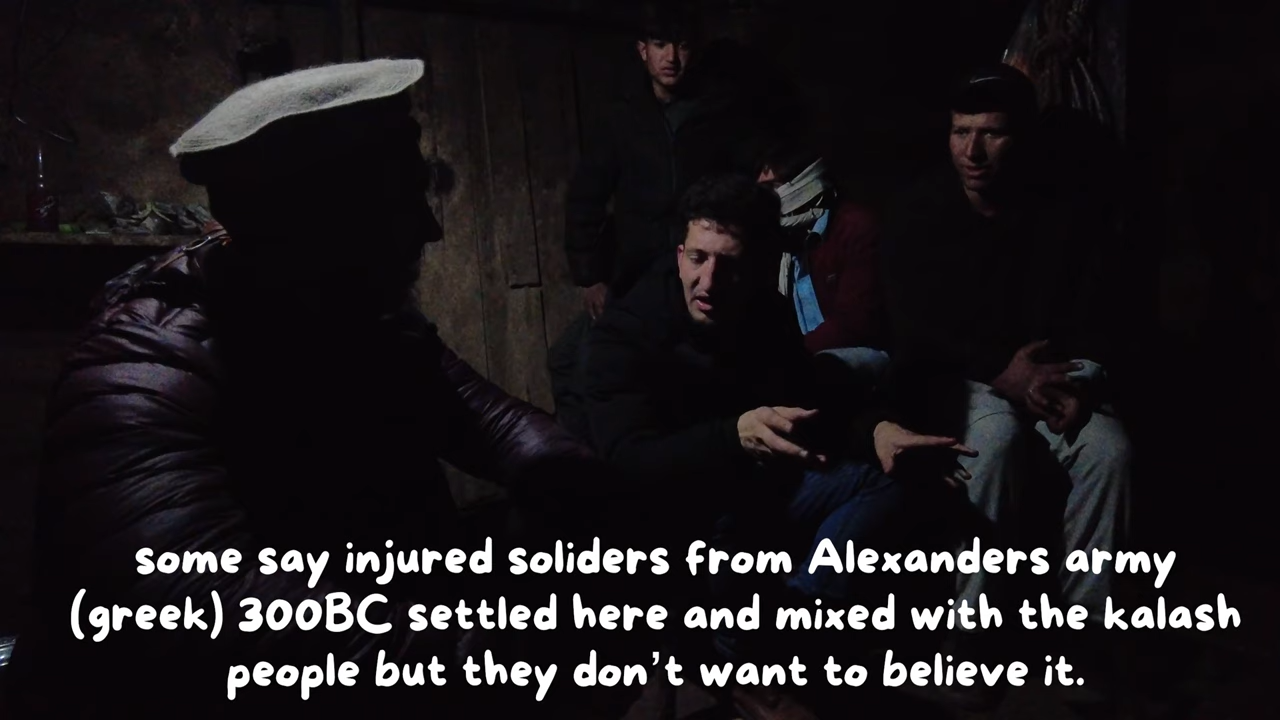 some say injured soliders from Alexanders army
(greek) 300BC settled here and mixed with the kalash
people but they don't want to believe it.